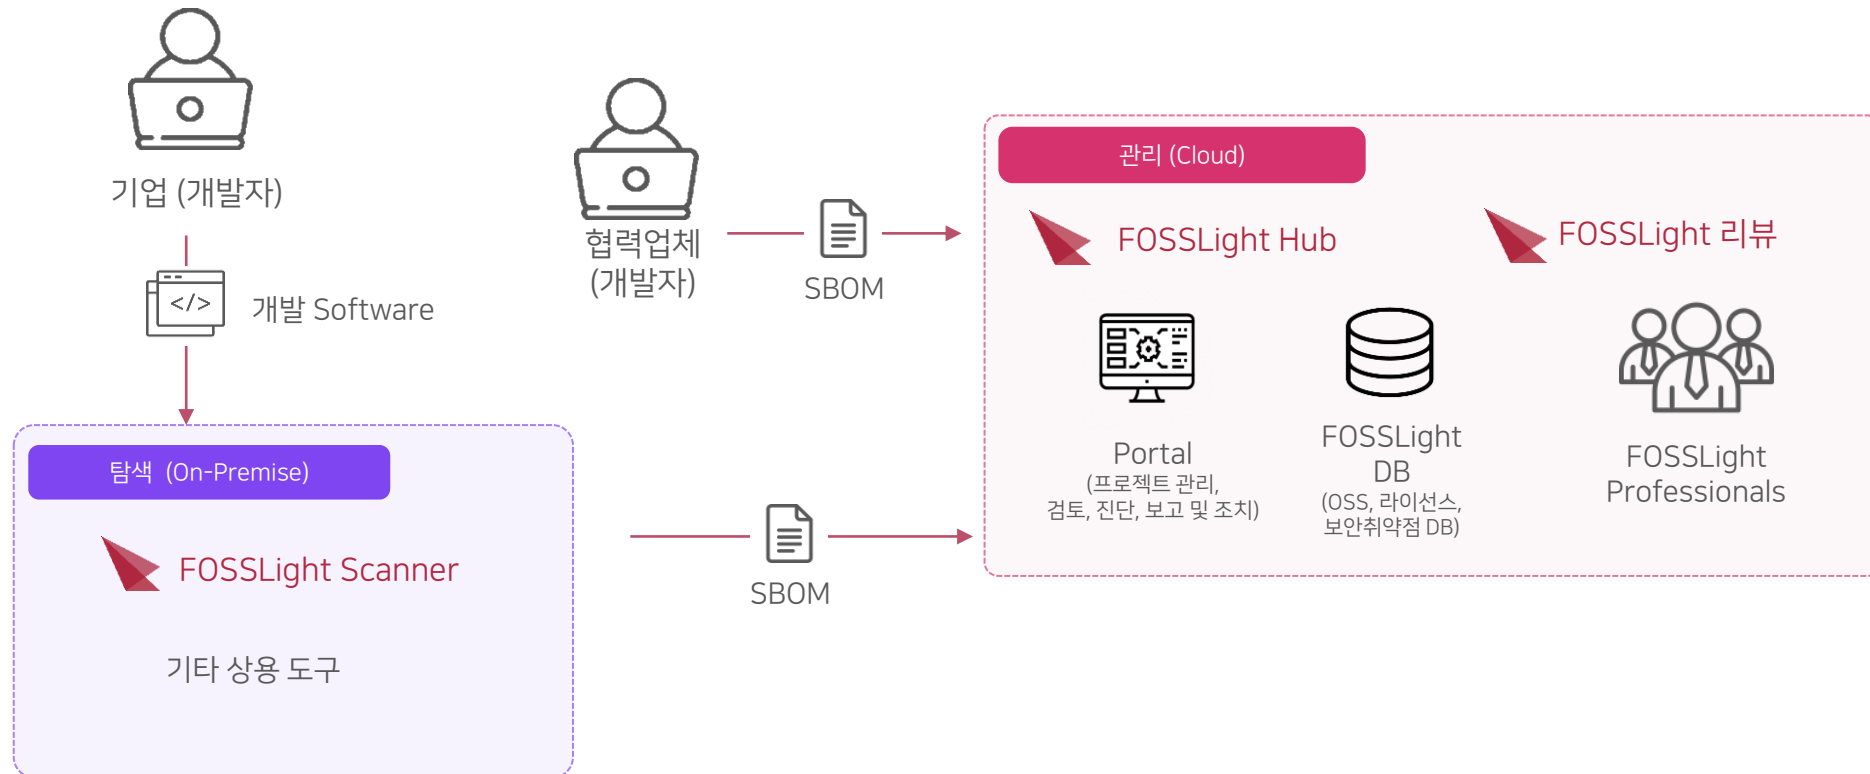 기업 (개발자)
</>
개발 Software
탐색 (On-Premise)
FOSSLight Scanner
기타 상용 도구
협력업체
(개발자)
SBOM
SBOM
관리 (Cloud)
FOSSLight Hub
FOSSLight 리뷰
Portal
(프로젝트 관리,
검토, 진단, 보고 및 조치)
FOSSLight
DB
(OSS, 라이선스,
보안취약점 DB)
FOSSLight
Professionals